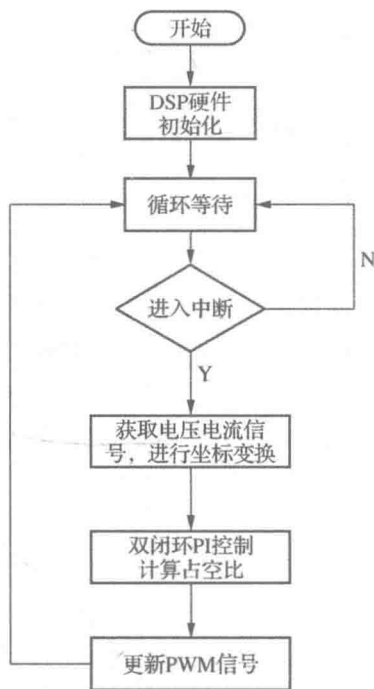 开始
DSP硬件
初始化
循环等待
N
进入中断
Y
获取电压电流信
号，进行坐标变换
双闭环PI控制
计算占空比
更新PWM信号